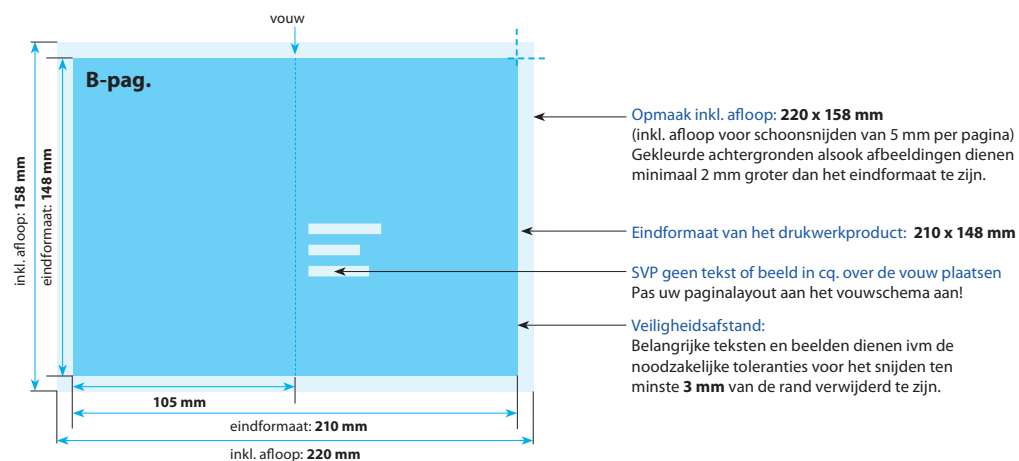 vouw
B-pag.
inkl. afloop: 158 mm
eindformaat: 148 mm
Opmaak inkl. afloop: 220 x 158 mm
(inkl. afloop voor schoonsnijden van 5 mm per pagina)
Gekleurde achtergronden alsook afbeeldingen dienen
minimaal 2 mm groter dan het eindformaat te zijn.
Eindformaat van het drukwerkproduct: 210 x 148 mm
SVP geen tekst of beeld in cq. over de vouw plaatsen
Pas uw paginalayout aan het vouwschema aan!
Veiligheidsafstand:
Belangrijke teksten en beelden dienen ivm de
noodzakelijke toleranties voor het snijden ten
minste 3 mm van de rand verwijderd te zijn.
105 mm
eindformaat: 210 mm
inkl. afloop: 220 mm